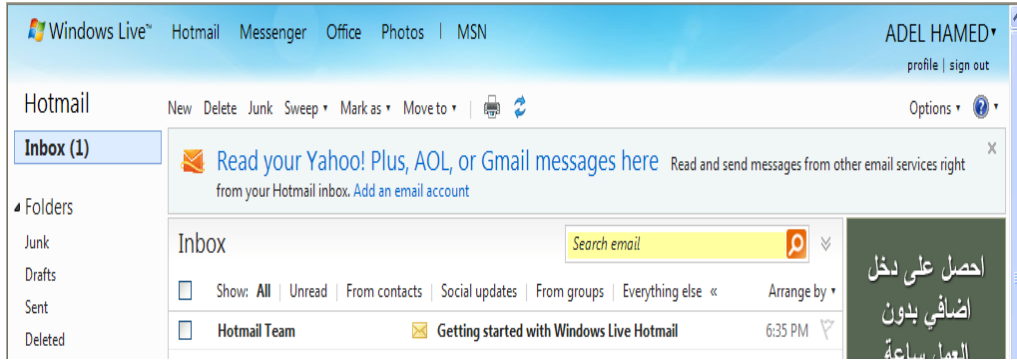 Windows Live™ Hotmail Messenger Office Photos | MSN ADEL HAMED
profile | sign out
Hotmail
New Delete Junk Sweep Mark as Move to | Options
Inbox (1)
Read your Yahoo! Plus, AOL, or Gmail messages here Read and send messages from other email services right
from your Hotmail inbox. Add an email account
Folders
Junk
Drafts
Sent
Deleted
Inbox Search email
Show: All | Unread | From contacts | Social updates | From groups | Everything else « Arrange by
Hotmail Team Getting started with Windows Live Hotmail 6:35 PM
احصل على دخل
اضافي بدون
العمل ساعة